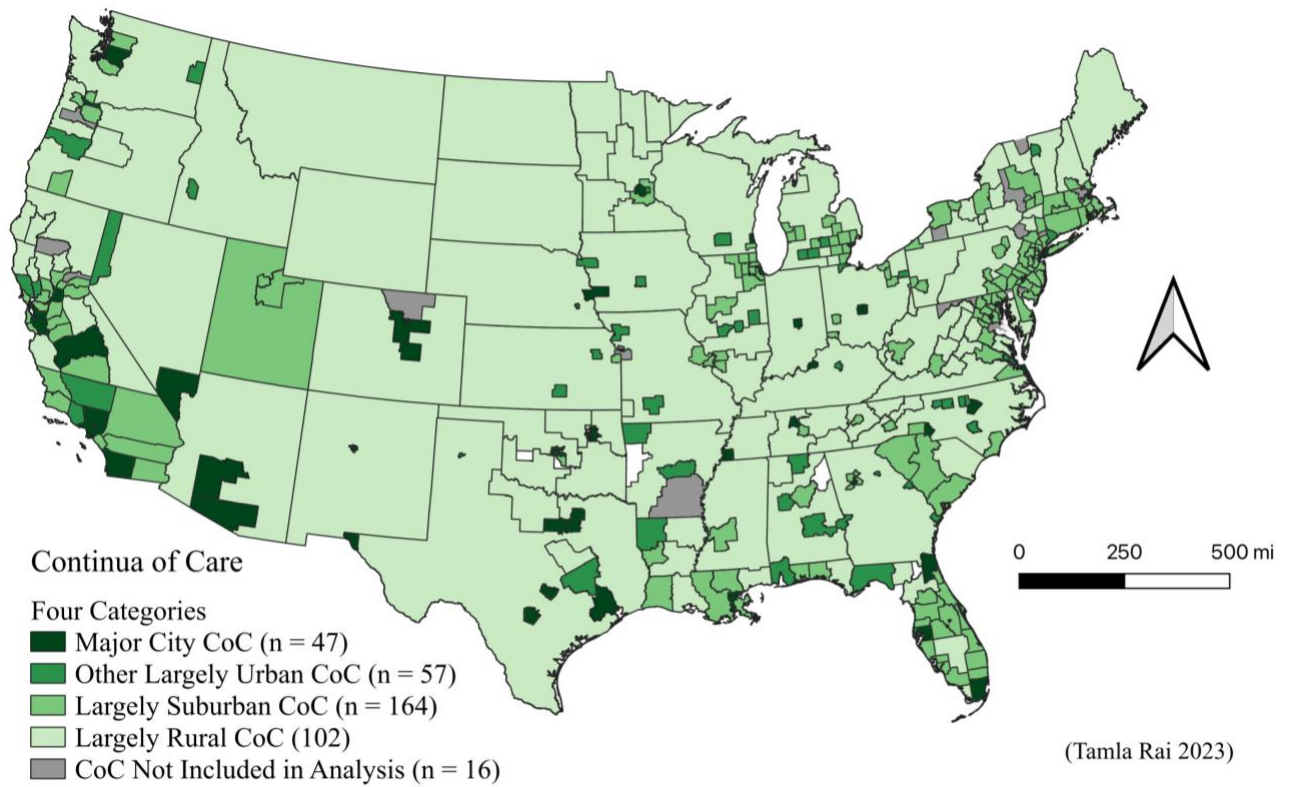 0 250 500 mi
Continua of Care
Four Categories
Major City CoC (n = 47)
Other Largely Urban CoC (n = 57)
Largely Suburban CoC (n = 164)
Largely Rural CoC (102)
CoC Not Included in Analysis (n = 16)
(Tamla Rai 2023)